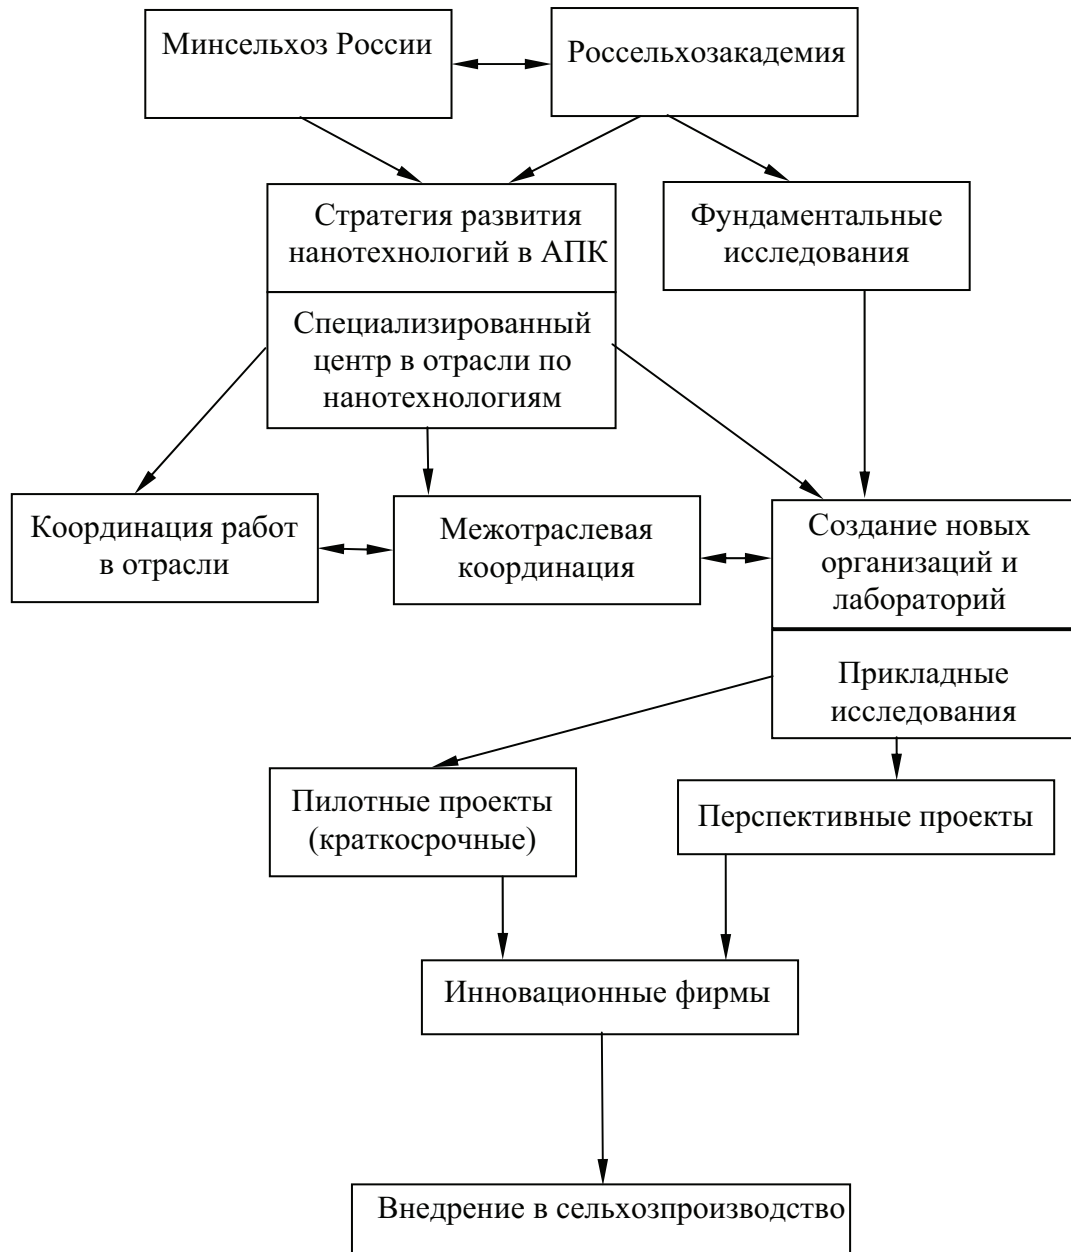 Минсельхоз России
Россельхозакадемия
Стратегия развития
нанотехнологий в АПК
Фундаментальные
исследования
Специализированный
центр в отрасли по
нанотехнологиям
Координация работ
в отрасли
Межотраслевая
координация
Создание новых
организаций и
лабораторий
Прикладные
исследования
Пилотные проекты
(краткосрочные)
Перспективные проекты
Инновационные фирмы
Внедрение в сельхозпроизводство